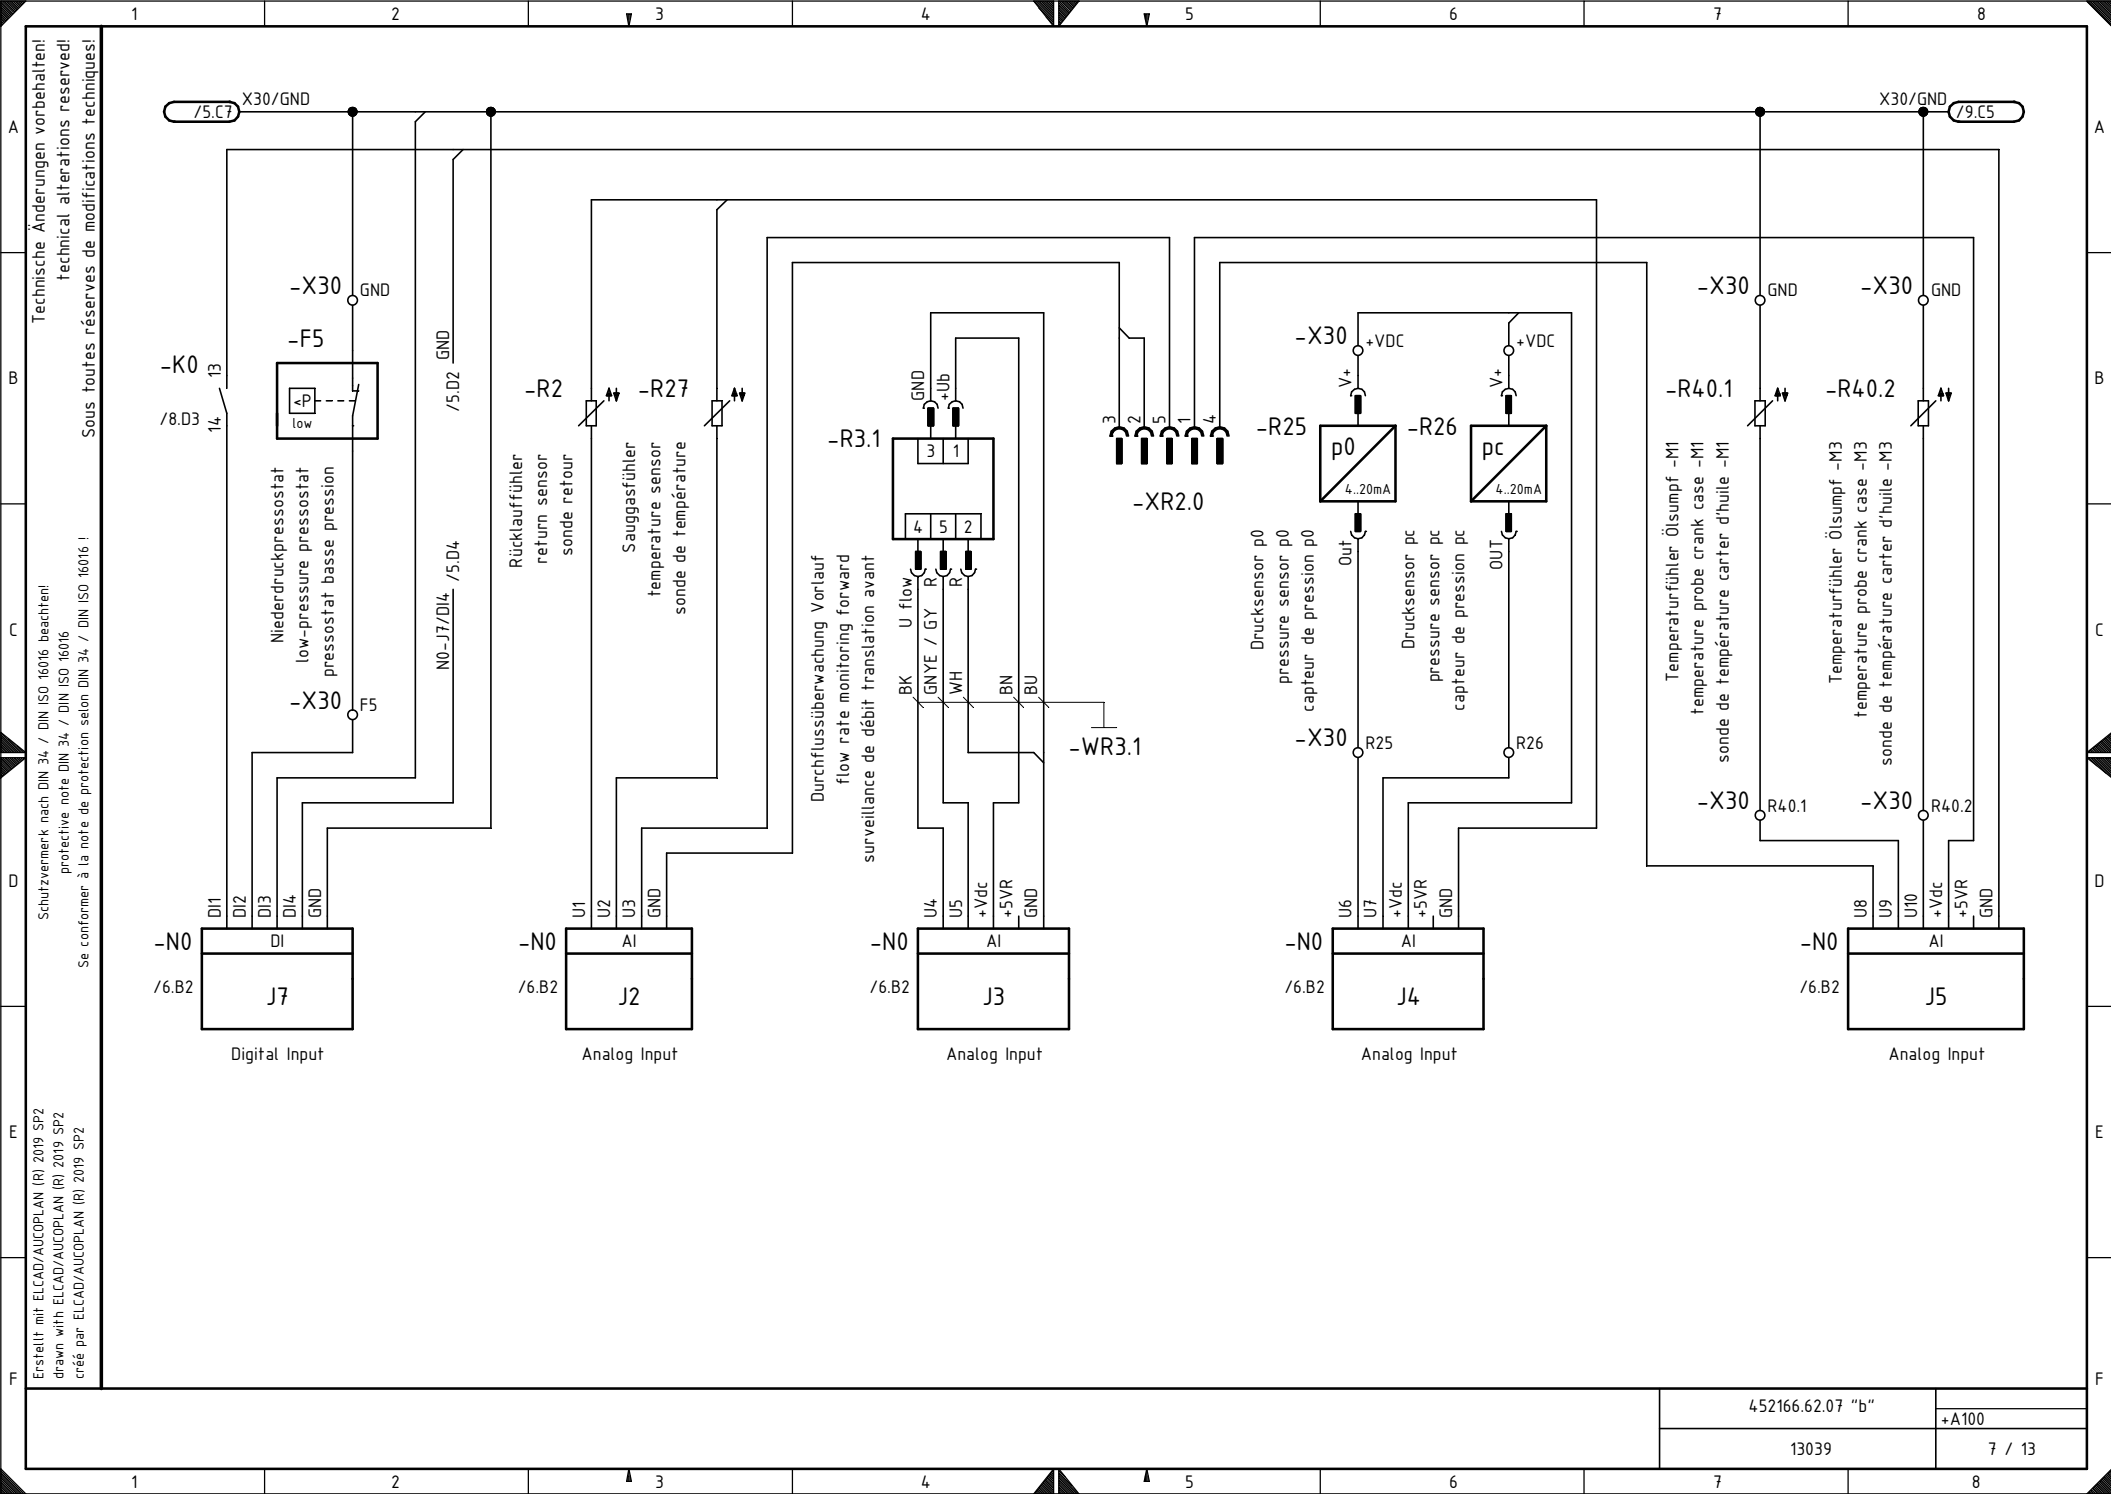 1 2 3 4 5 6 7 8
A A
B B
C C
D D
E E
F F
Technische Änderungen vorbehalten!
technical alterations reserved!
Sous toutes réserves de modifications techniques!
Schutzvermerk nach DIN 34 / DIN ISO 16016 beachten!
protective note DIN 34 / DIN ISO 16016
Se conformer à la note de protection selon DIN 34 / DIN ISO 16016 !
Erstellt mit ELCAD/AUCOPLAN (R) 2019 SP2
drawn with ELCAD/AUCOPLAN (R) 2019 SP2
créé par ELCAD/AUCOPLAN (R) 2019 SP2
/5.C7 X30/GND
X30/GND /9.C5
-K0
/8.D3
13
14
-X30 GND
-F5
<P
low
Niederdruckpressostat
low-pressure pressostat
pressostat basse pression
-X30 F5
/5.D2 GND
N0-J7/DI4 /5.D4
-R2
Rücklauffühler
return sensor
sonde retour
-R27
Sauggasfühler
temperature sensor
sonde de température
-R3.1
GND
+Ub
3 1
4 5 2
U flow
R
R
BK
GNYE / GY
WH
BN
BU
-WR3.1
Durchflussüberwachung Vorlauf
flow rate monitoring forward
surveillance de débit translation avant
3 2 5 1 4
-XR2.0
-X30 +VDC
V+
-R25
p0
4..20mA
Out
Drucksensor p0
pressure sensor p0
capteur de pression p0
-X30 R25
+VDC
V+
-R26
pc
4..20mA
OUT
Drucksensor pc
pressure sensor pc
capteur de pression pc
R26
-X30 GND
-R40.1
Temperaturfühler Ölsumpf -M1
temperature probe crank case -M1
sonde de température carter d'huile -M1
-X30 R40.1
-X30 GND
-R40.2
Temperaturfühler Ölsumpf -M3
temperature probe crank case -M3
sonde de température carter d'huile -M3
-X30 R40.2
DI1 DI2 DI3 DI4 GND
-N0 DI
/6.B2 J7
Digital Input
U1 U2 U3 GND
-N0 AI
/6.B2 J2
Analog Input
U4 U5 +Vdc +5VR GND
-N0 AI
/6.B2 J3
Analog Input
U6 U7 +Vdc +5VR GND
-N0 AI
/6.B2 J4
Analog Input
U8 U9 U10 +Vdc +5VR GND
-N0 AI
/6.B2 J5
Analog Input
452166.62.07 "b"
+A100
13039
7 / 13
1 2 3 4 5 6 7 8